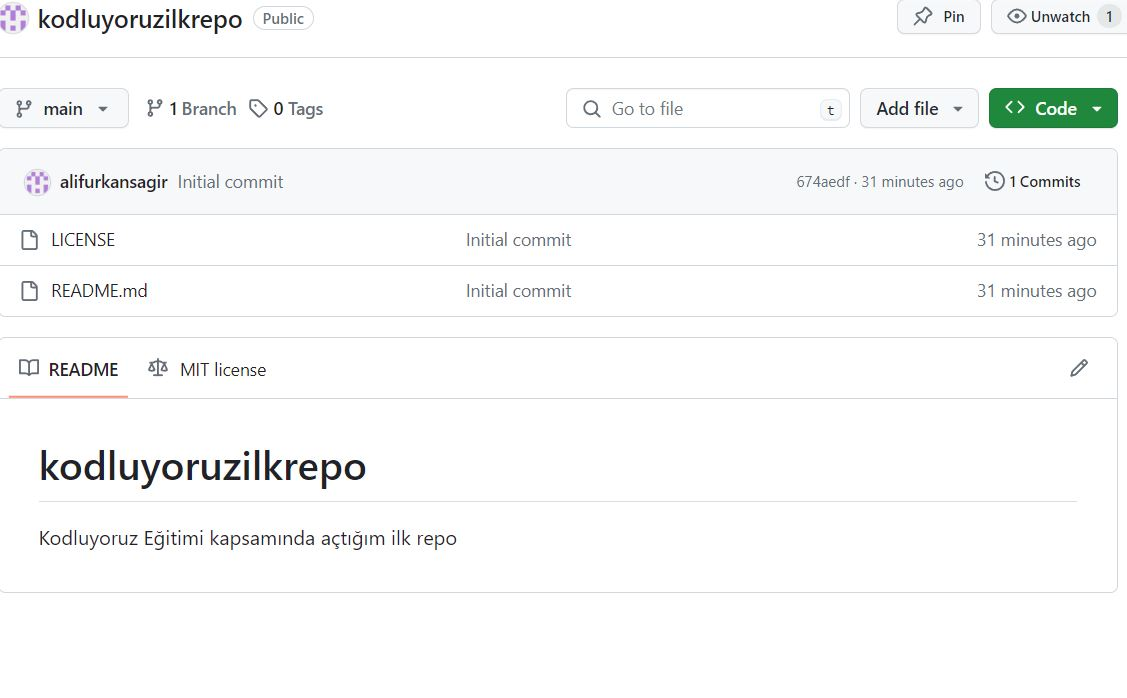 kodluyoruzilkrepo Public Pin Unwatch 1
main 1 Branch 0 Tags Go to file t Add file Code
alifurkansagir Initial commit 674aedf · 31 minutes ago 1 Commits
LICENSE Initial commit 31 minutes ago
README.md Initial commit 31 minutes ago
README MIT license
kodluyoruzilkrepo
Kodluyoruz Eğitimi kapsamında açtığım ilk repo